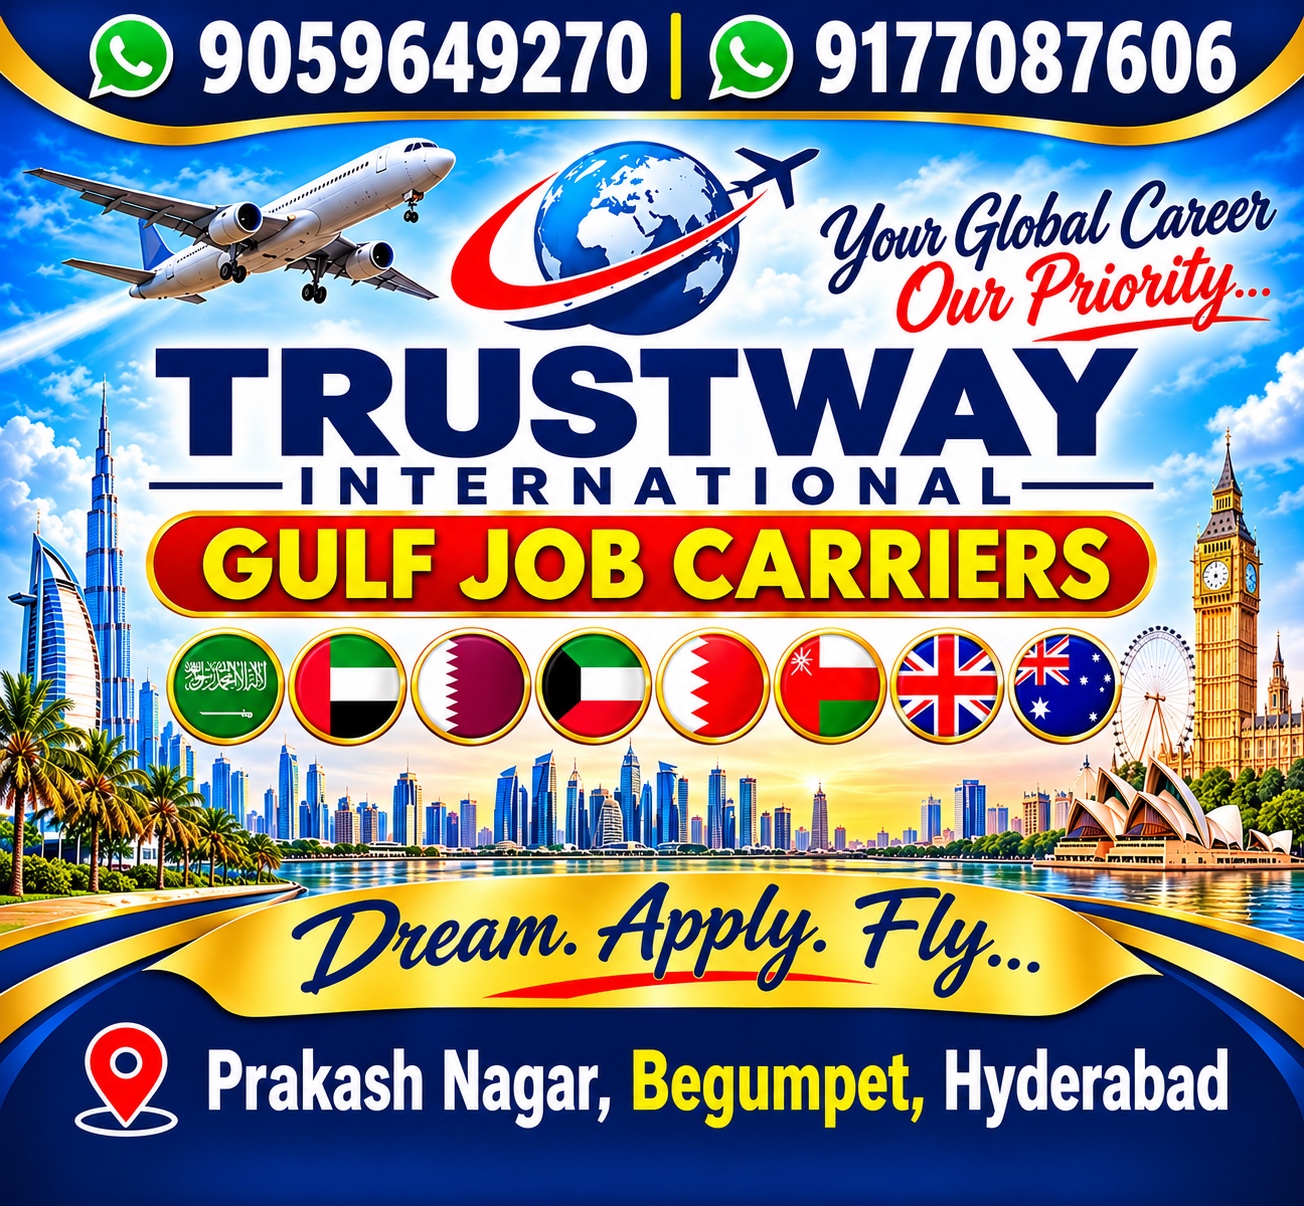 9059649270 | 9177087606
Your Global Career
Our Priority...
TRUSTWAY
INTERNATIONAL
GULF JOB CARRIERS
Dream. Apply. Fly...
Prakash Nagar, Begumpet, Hyderabad